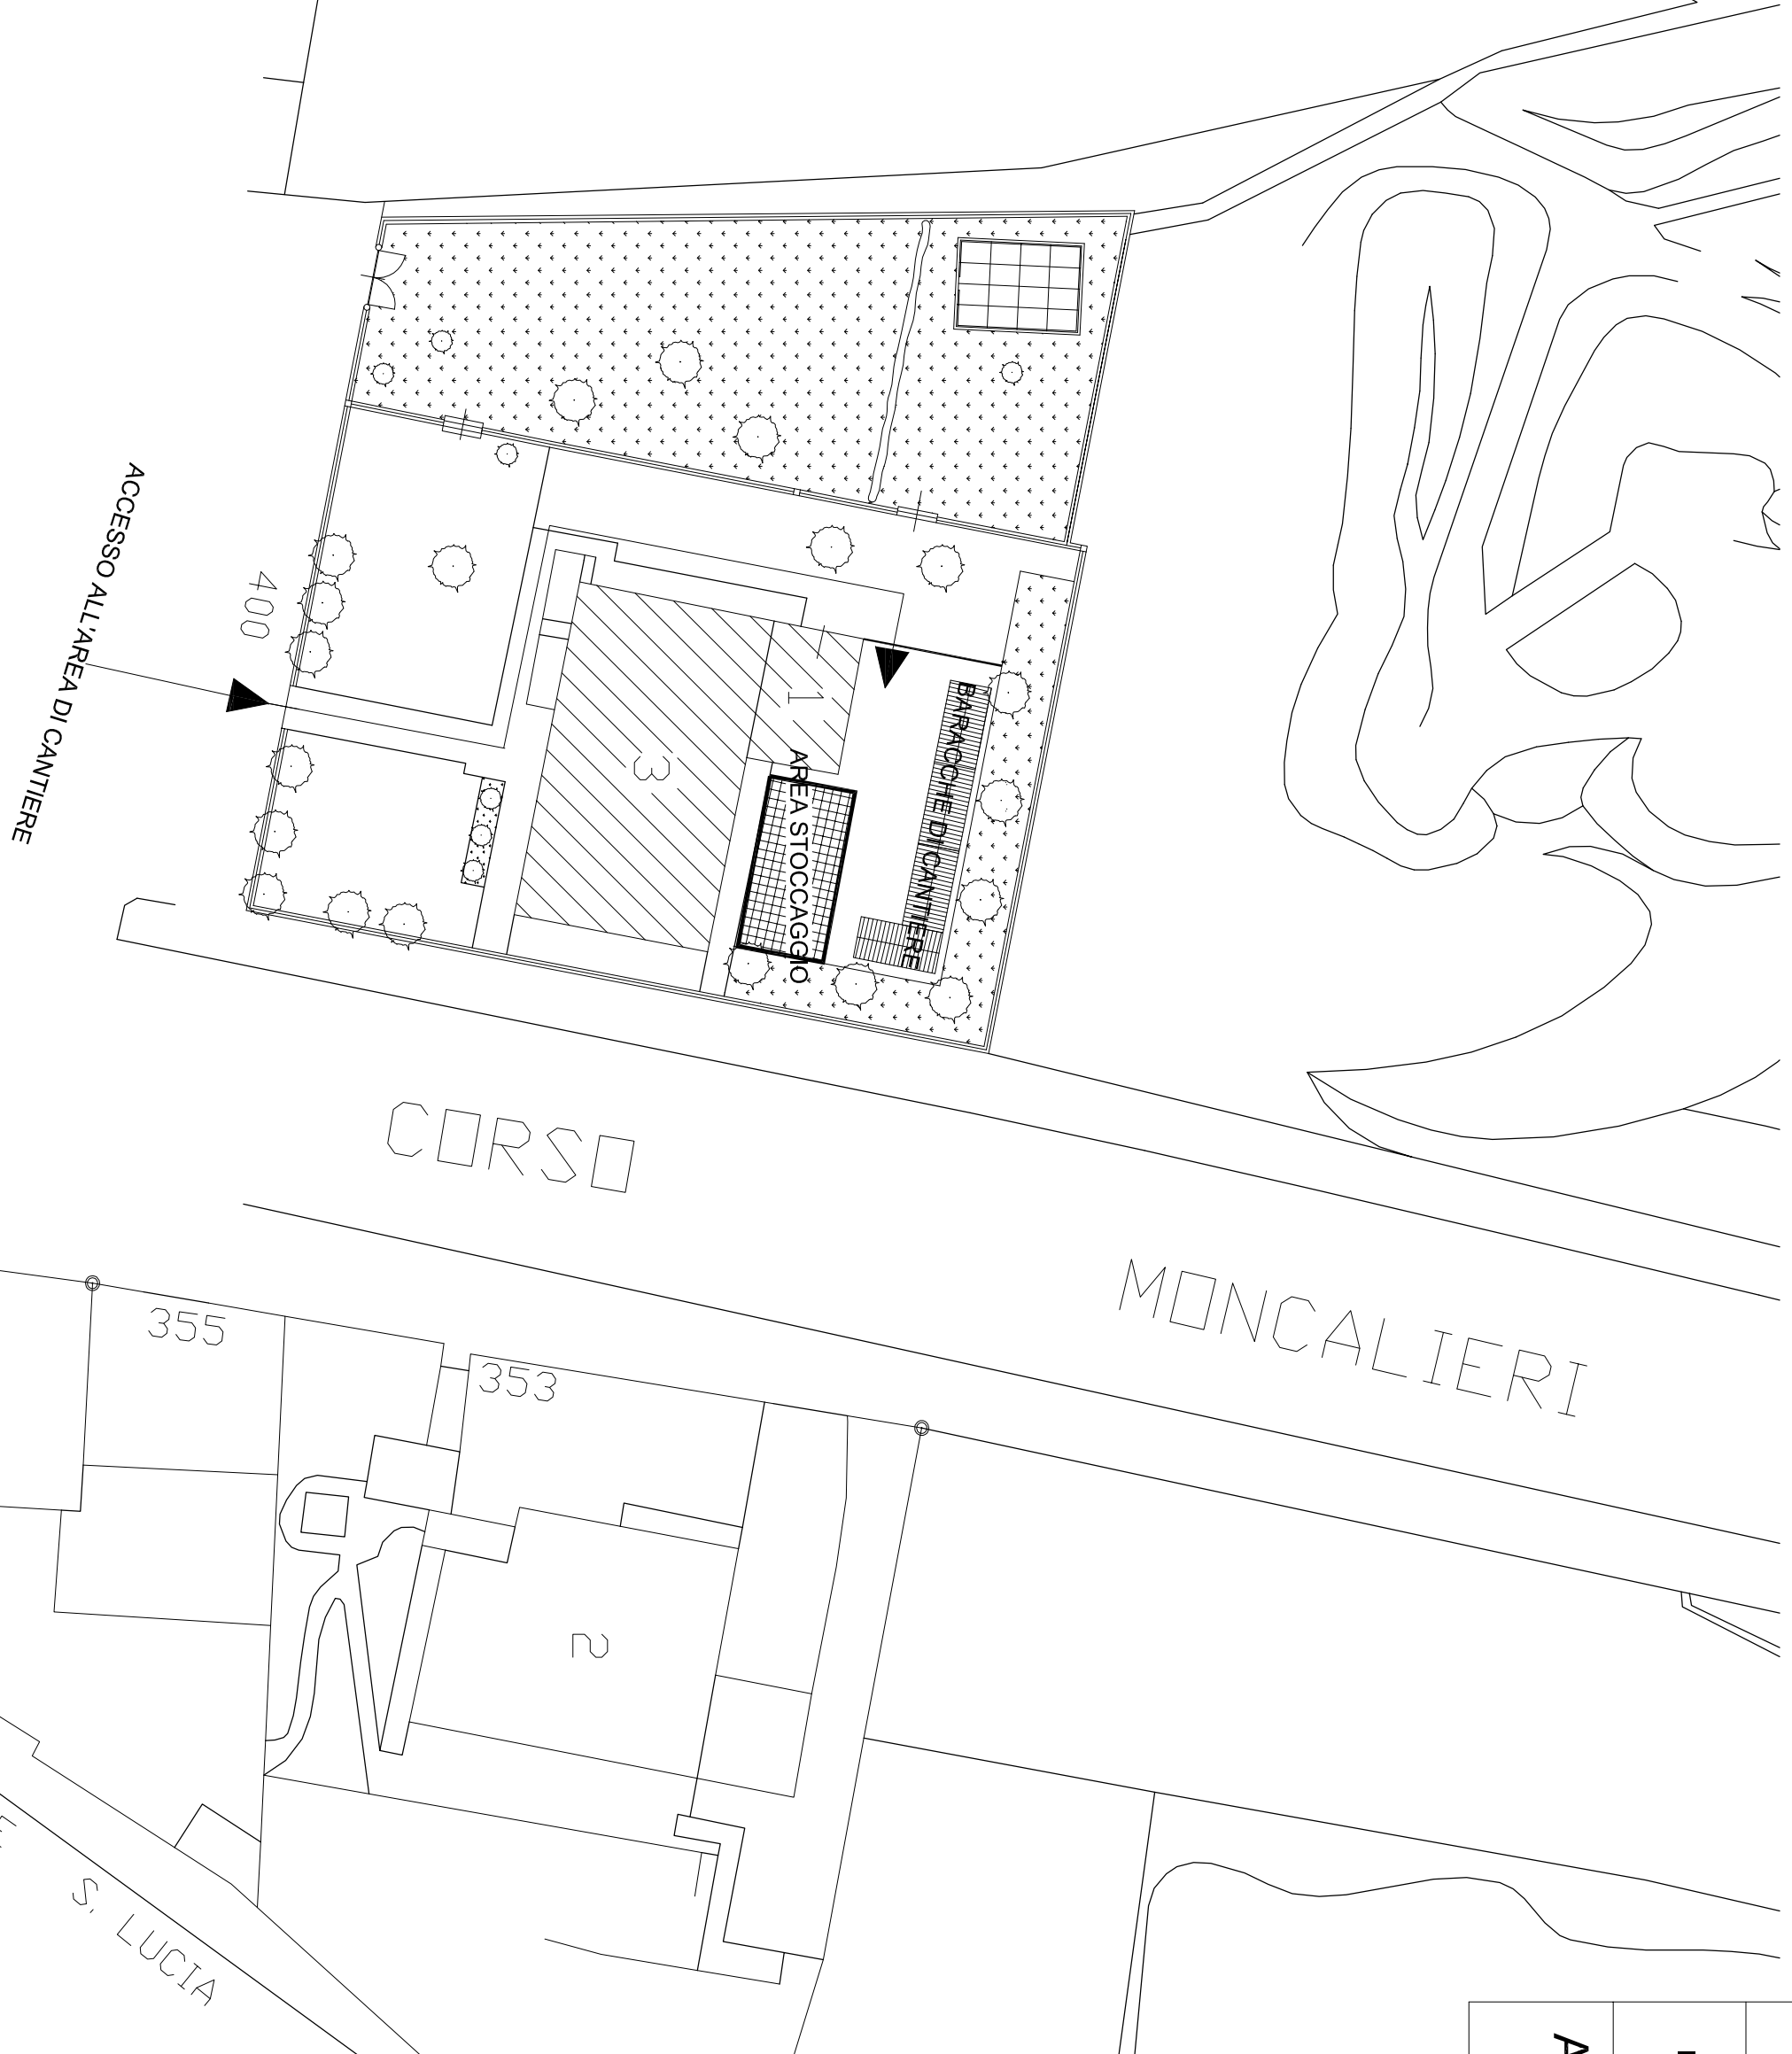 ACCESSO ALL'AREA DI CANTIERE
400
1
3
BARACCHE DI CANTIERE
AREA STOCCAGGIO
CORSO
MONCALIERI
355
353
2
S. LUCIA